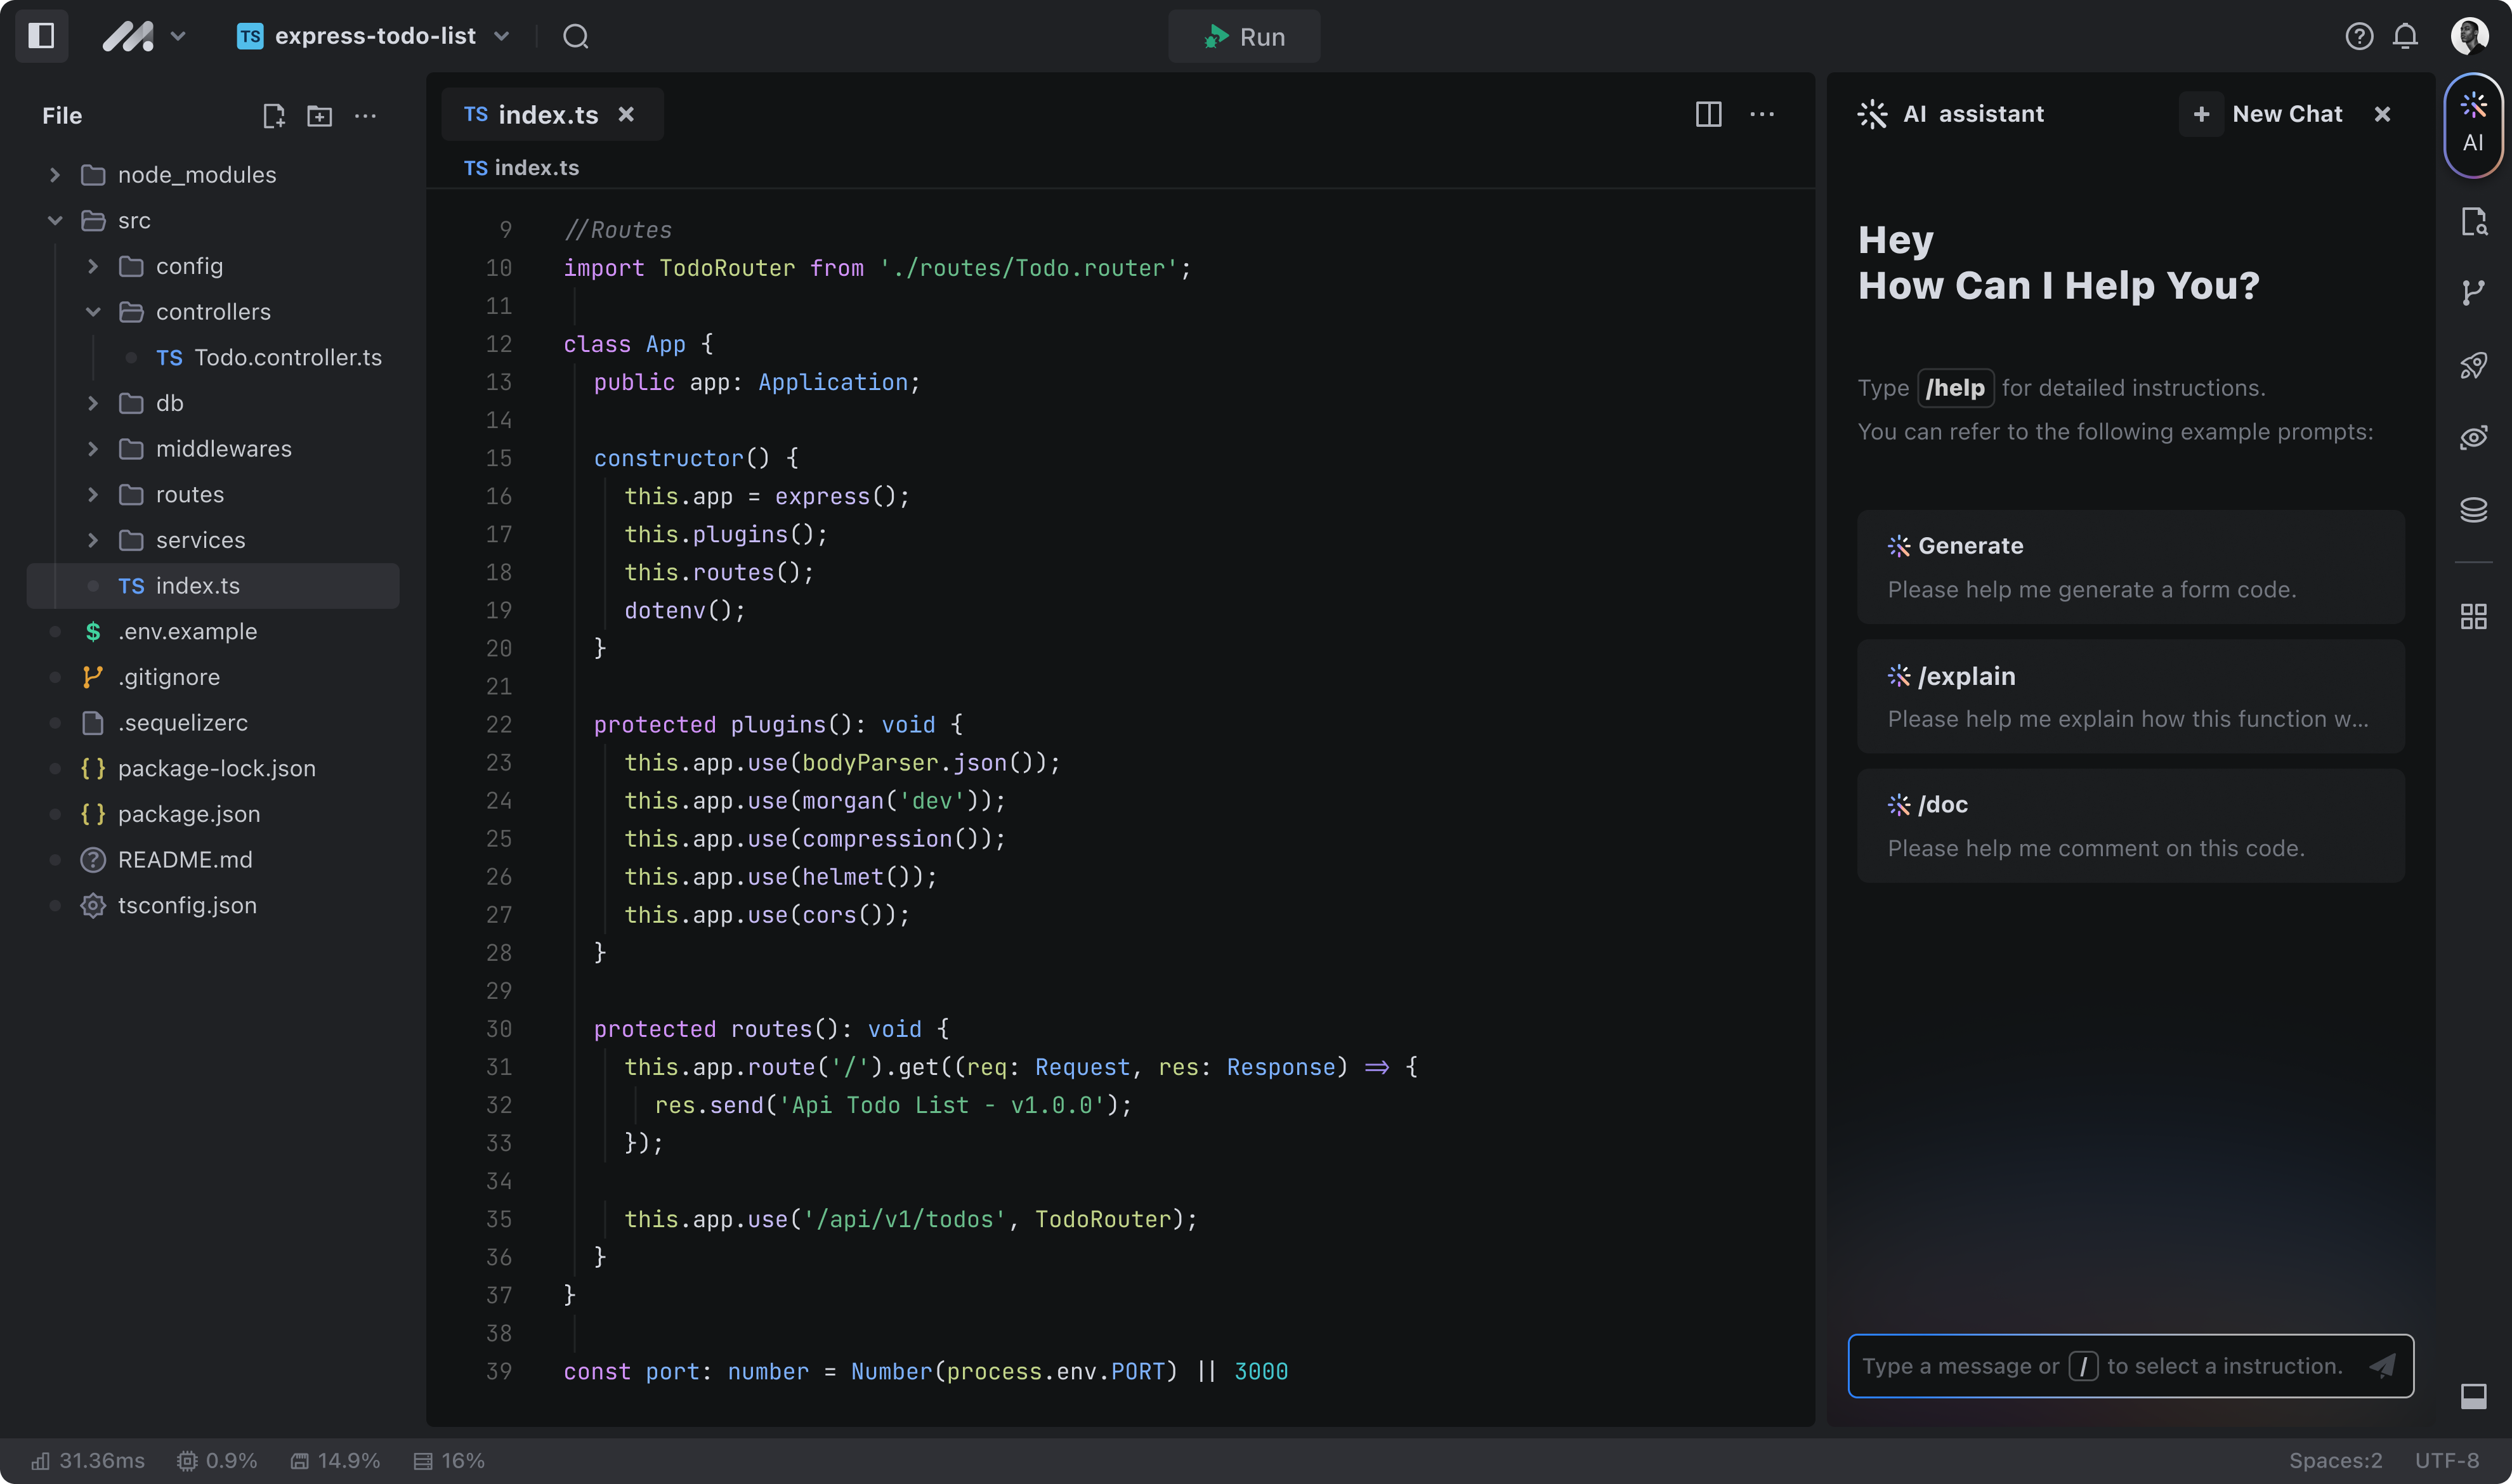 TS express-todo-list
Run
File
node_modules
src
config
controllers
TS Todo.controller.ts
db
middlewares
routes
services
TS index.ts
$ .env.example
.gitignore
.sequelizerc
{ } package-lock.json
{ } package.json
README.md
tsconfig.json
TS index.ts
TS index.ts
9 //Routes
10 import TodoRouter from './routes/Todo.router';
11
12 class App {
13 public app: Application;
14
15 constructor() {
16 this.app = express();
17 this.plugins();
18 this.routes();
19 dotenv();
20 }
21
22 protected plugins(): void {
23 this.app.use(bodyParser.json());
24 this.app.use(morgan('dev'));
25 this.app.use(compression());
26 this.app.use(helmet());
27 this.app.use(cors());
28 }
29
30 protected routes(): void {
31 this.app.route('/').get((req: Request, res: Response) => {
32 res.send('Api Todo List - v1.0.0');
33 });
34
35 this.app.use('/api/v1/todos', TodoRouter);
36 }
37 }
38
39 const port: number = Number(process.env.PORT) || 3000
AI assistant
+ New Chat
AI
Hey
How Can I Help You?
Type /help for detailed instructions.
You can refer to the following example prompts:
Generate
Please help me generate a form code.
/explain
Please help me explain how this function w...
/doc
Please help me comment on this code.
Type a message or / to select a instruction.
31.36ms
0.9%
14.9%
16%
Spaces:2
UTF-8